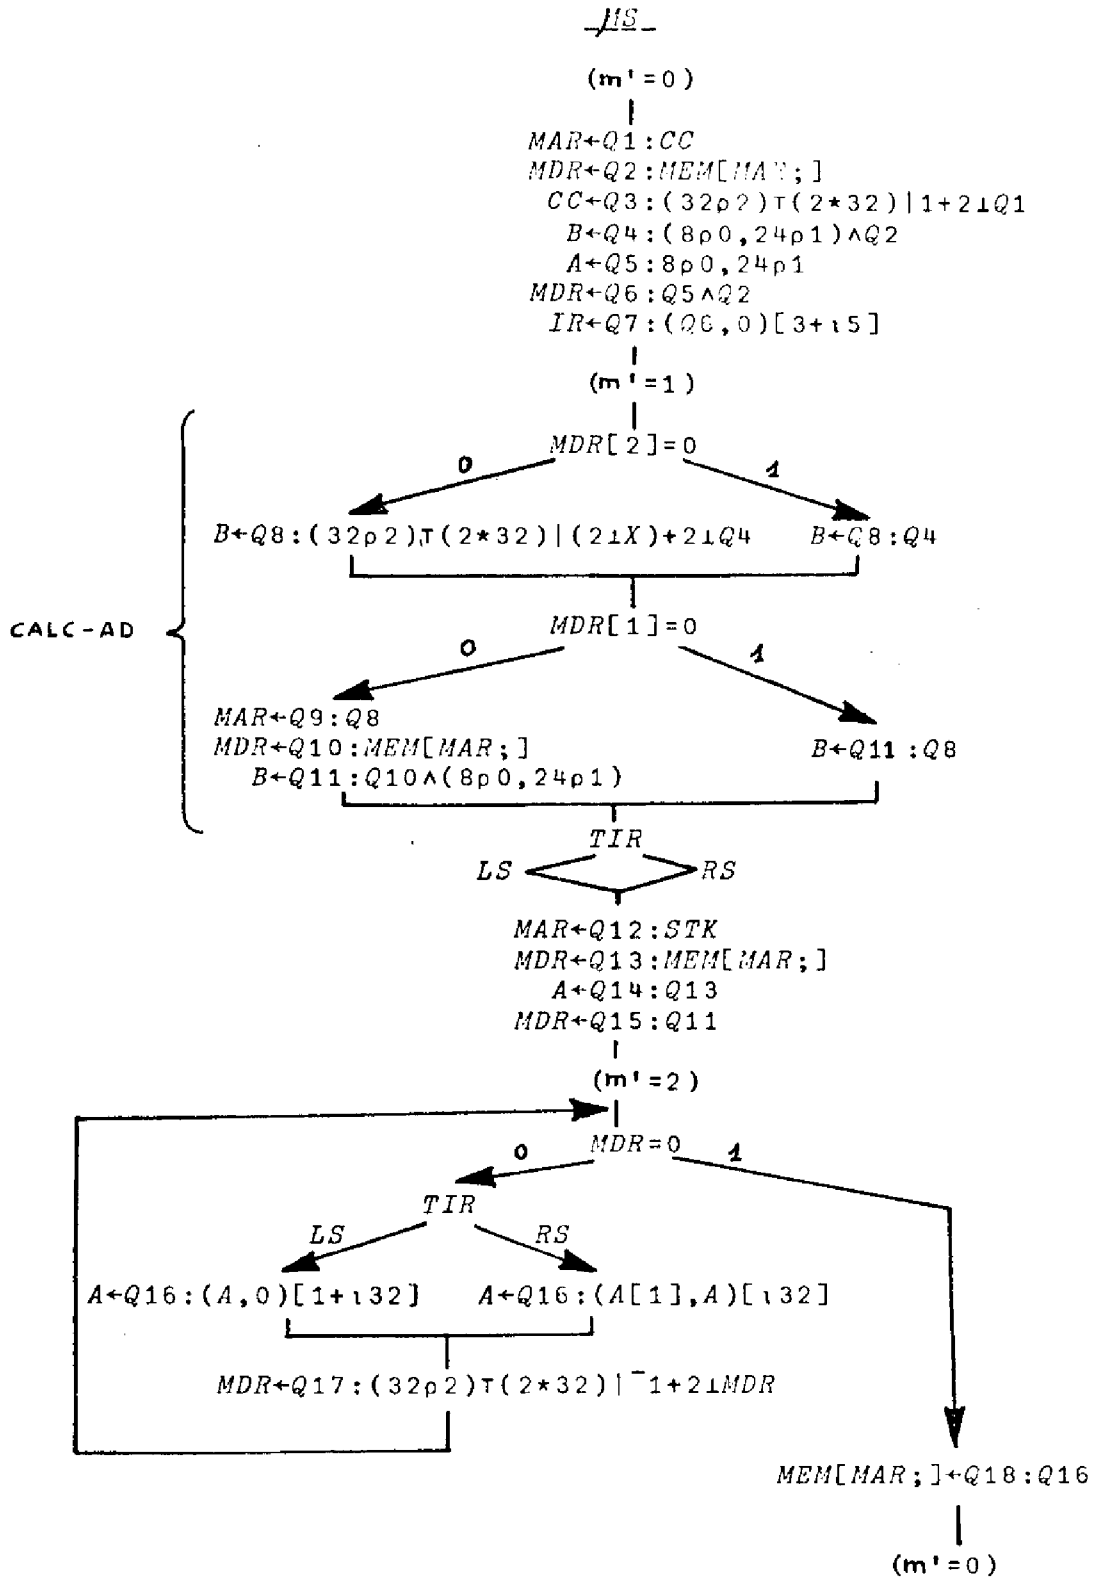 MS
(m'=0)
MAR←Q1:CC
MDR←Q2:MEM[MAR;]
CC←Q3:(32ρ2)⊤(2*32)|1+2⊥Q1
B←Q4:(8ρ0,24ρ1)∧Q2
A←Q5:8ρ0,24ρ1
MDR←Q6:Q5∧Q2
IR←Q7:(Q6,0)[3+⍳5]
(m'=1)
MDR[2]=0
0 1
B←Q8:(32ρ2)⊤(2*32)|(2⊥X)+2⊥Q4 B←Q8:Q4
CALC-AD
MDR[1]=0
0 1
MAR←Q9:Q8
MDR←Q10:MEM[MAR;] B←Q11:Q8
B←Q11:Q10∧(8ρ0,24ρ1)
TIR
LS RS
MAR←Q12:STK
MDR←Q13:MEM[MAR;]
A←Q14:Q13
MDR←Q15:Q11
(m'=2)
MDR=0
0 1
TIR
LS RS
A←Q16:(A,0)[1+⍳32] A←Q16:(A[1],A)[⍳32]
MDR←Q17:(32ρ2)⊤(2*32)|¯1+2⊥MDR
MEM[MAR;]←Q18:Q16
(m'=0)